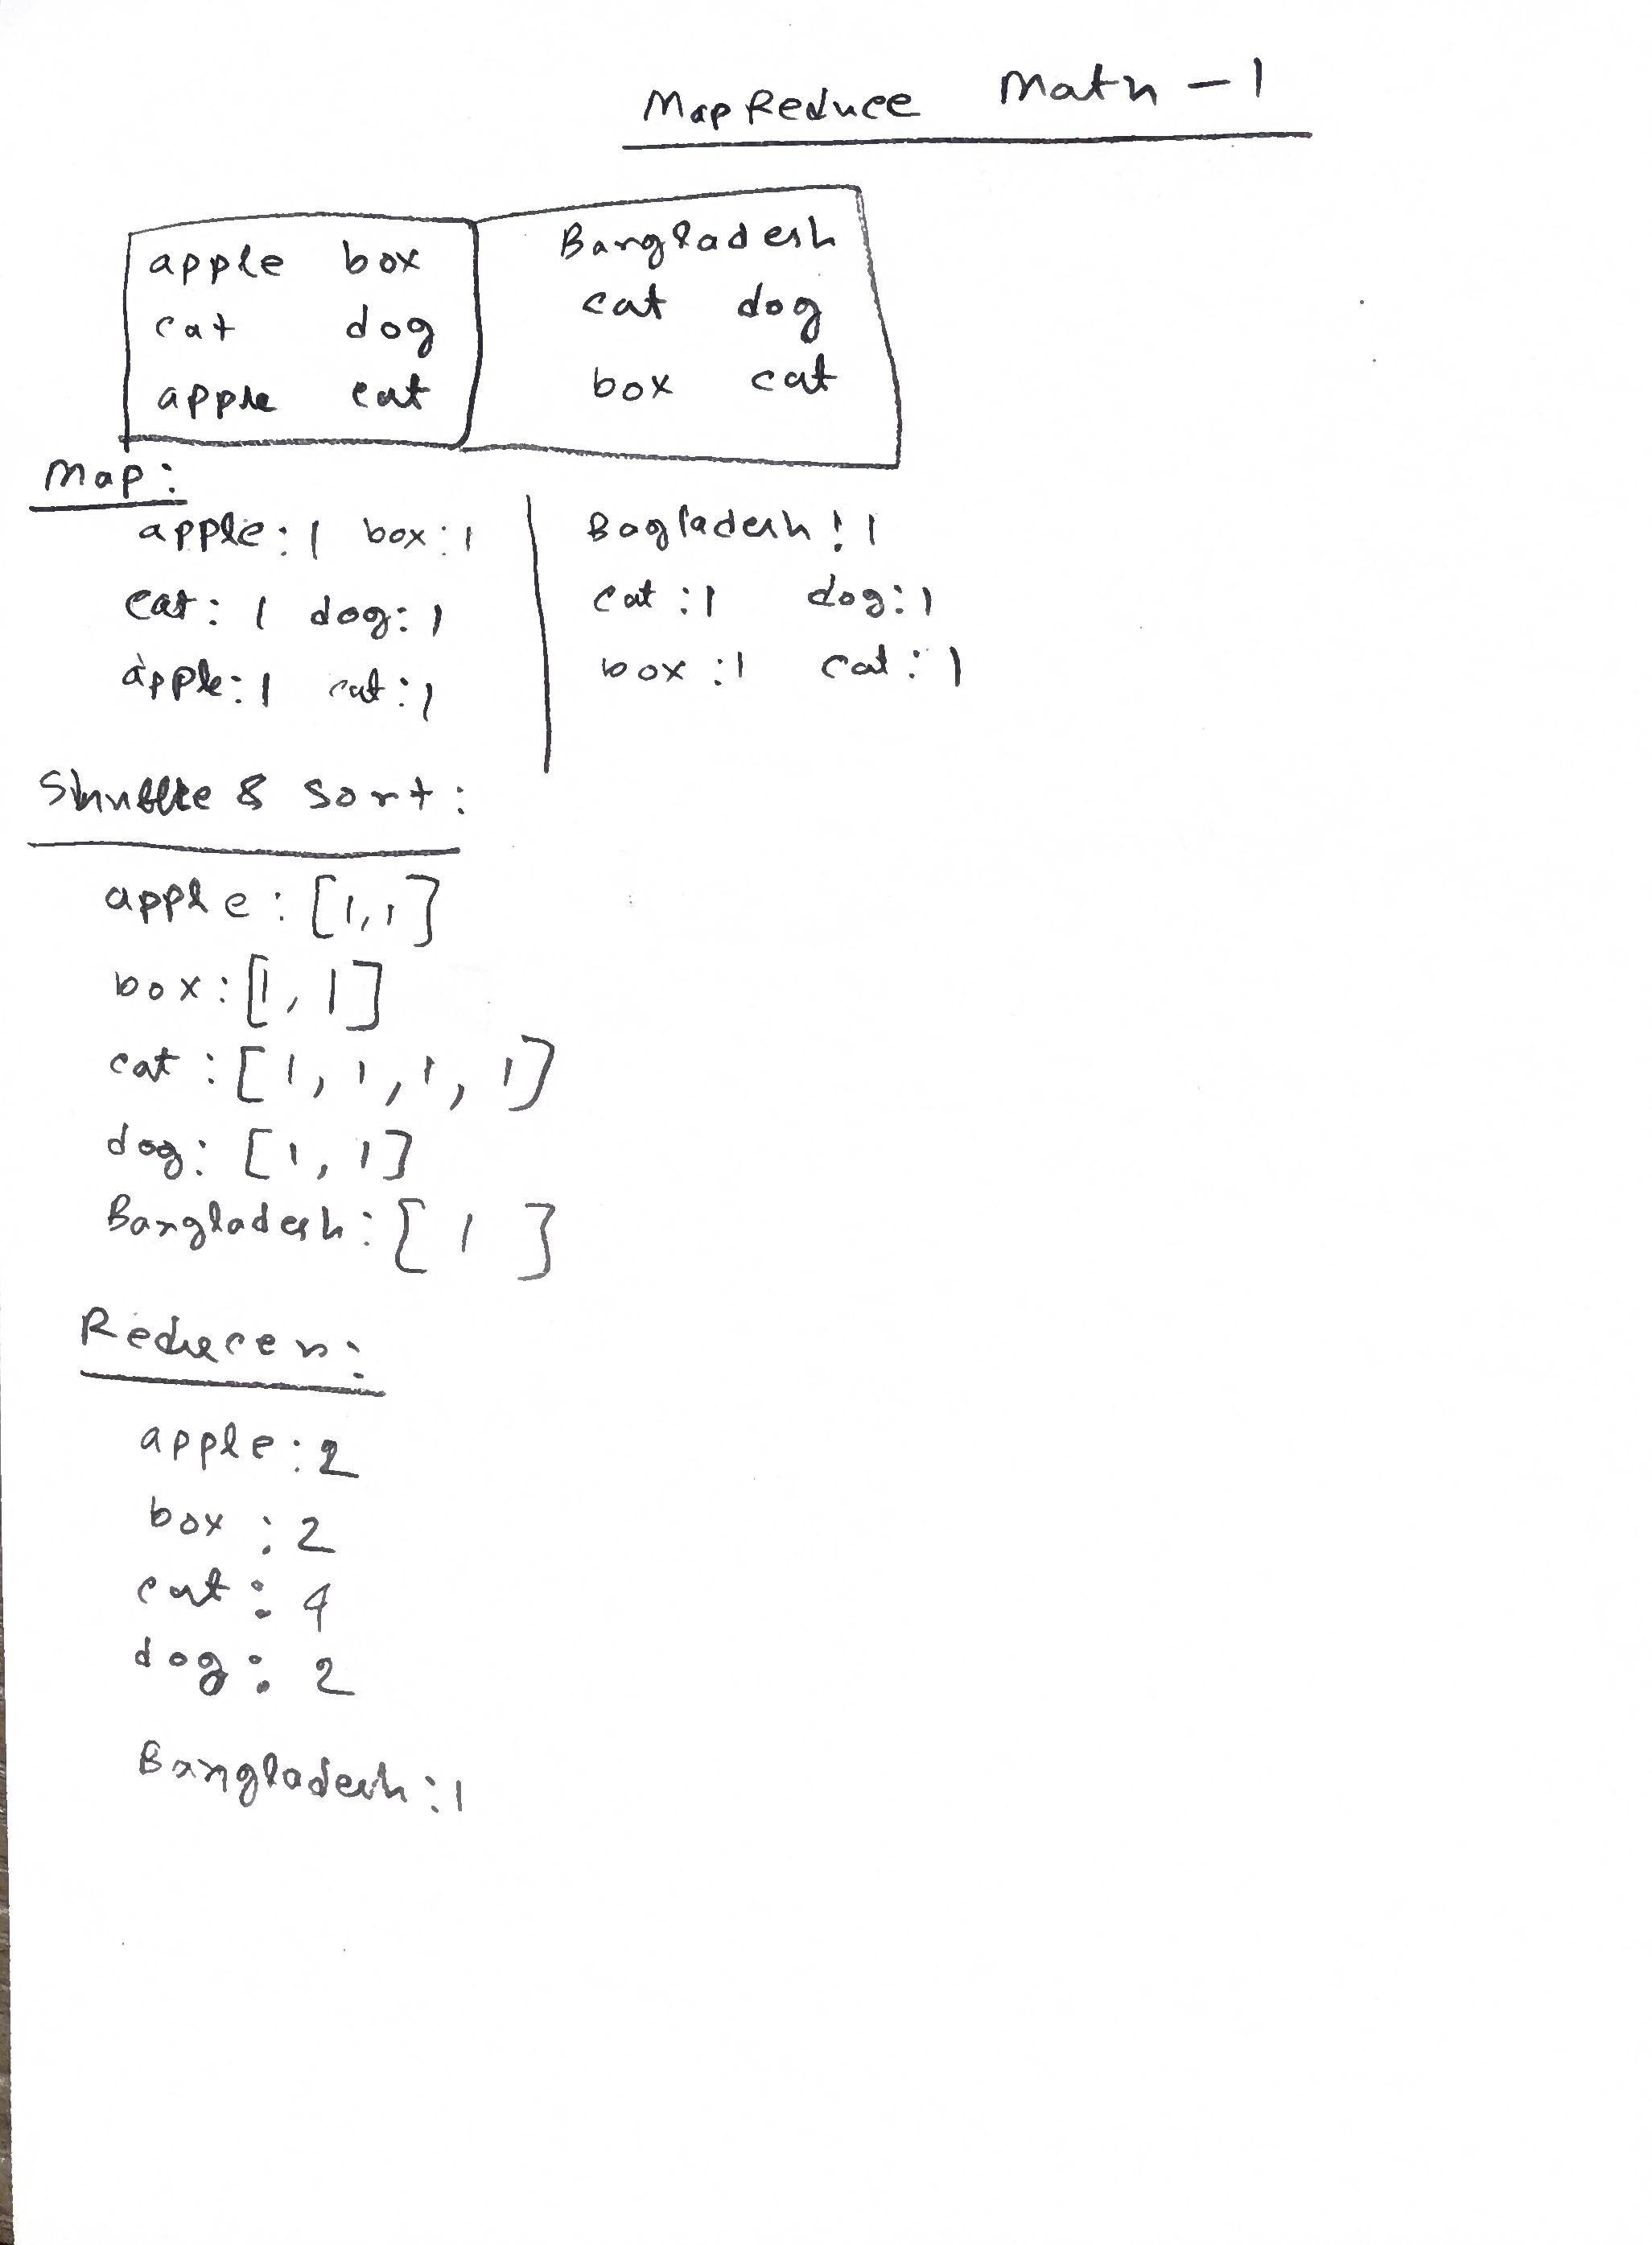 MapReduce Math - 1
apple box
cat dog
apple cat
Bangladesh
cat dog
box cat
Map:
apple:1 box:1
cat: 1 dog: 1
apple:1 cat:1
Bagladesh:1
cat:1 dog:1
box:1 cat:1
Shuffle & Sort:
apple: [1,1]
box: [1, 1]
cat: [1, 1, 1, 1]
dog: [1, 1]
Bangladesh: [ 1 ]
Reducer:
apple: 2
box: 2
cat: 4
dog: 2
Bangladesh:1